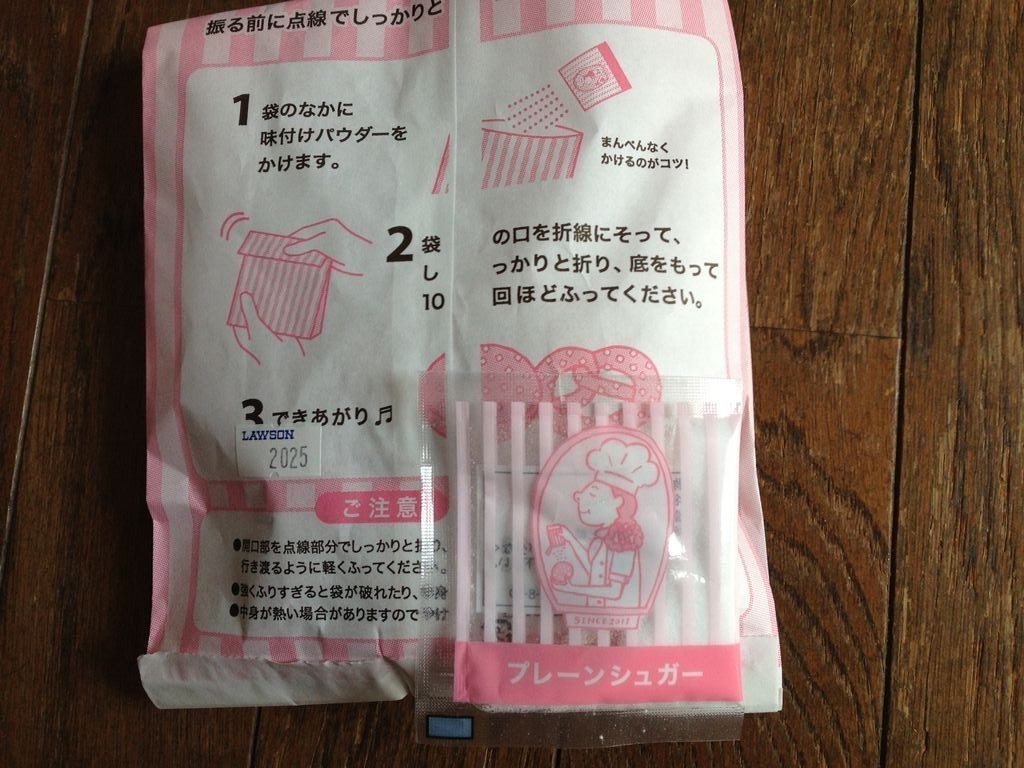 振る前に点線でしっかりと
1 袋のなかに
味付けパウダーを
かけます。
まんべんなく
かけるのがコツ!
2 袋の口を折線にそって、
しっかりと折り、底をもって
10回ほどふってください。
3 できあがり♬
LAWSON
2025
ご注意
●開口部を点線部分でしっかりと折り、
行き渡るように軽くふってくださ
●強くふりすぎると袋が破れたり、
●中身が熱い場合がありますので
SINCE 2017
プレーンシュガー